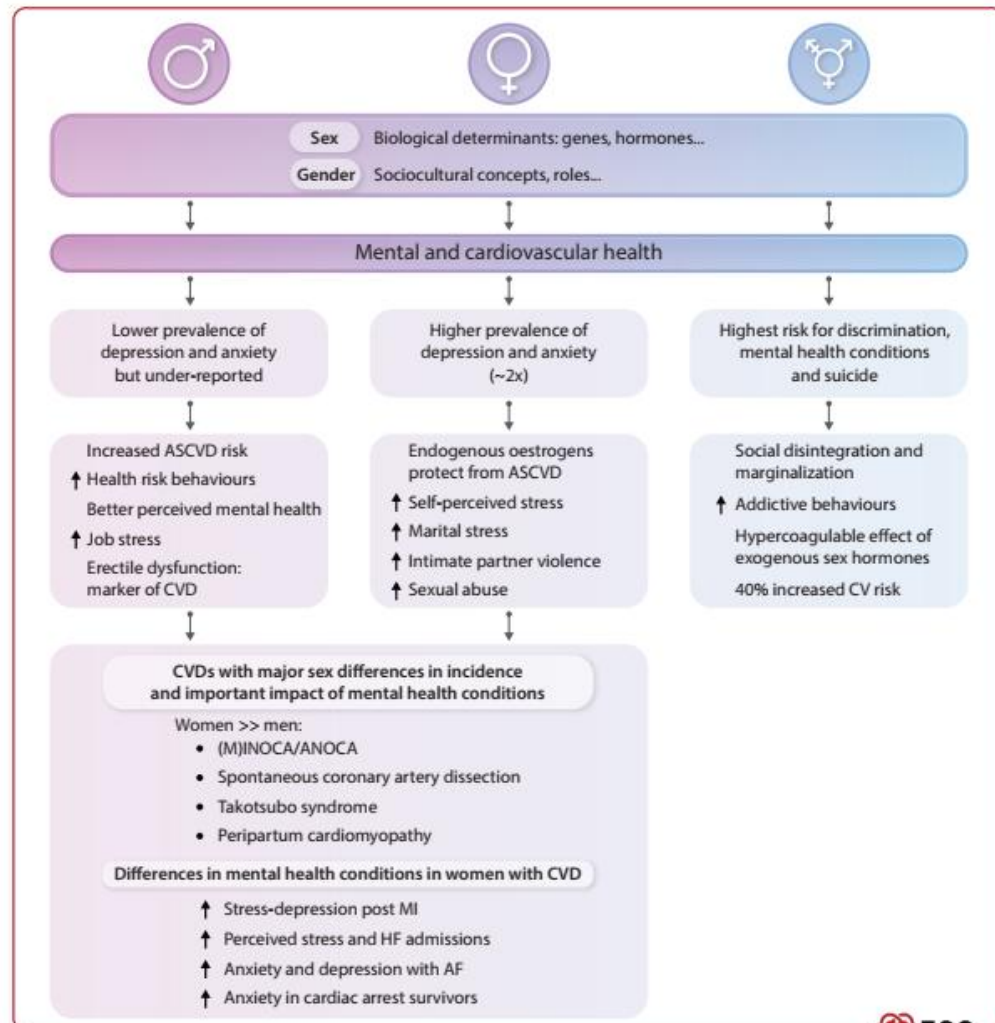 Sex Biological determinants: genes, hormones...
Gender Sociocultural concepts, roles...
Mental and cardiovascular health
Lower prevalence of
depression and anxiety
but under-reported
Higher prevalence of
depression and anxiety
(~2x)
Highest risk for discrimination,
mental health conditions
and suicide
Increased ASCVD risk
↑ Health risk behaviours
Better perceived mental health
↑ Job stress
Erectile dysfunction:
marker of CVD
Endogenous oestrogens
protect from ASCVD
↑ Self-perceived stress
↑ Marital stress
↑ Intimate partner violence
↑ Sexual abuse
Social disintegration and
marginalization
↑ Addictive behaviours
Hypercoagulable effect of
exogenous sex hormones
40% increased CV risk
CVDs with major sex differences in incidence
and important impact of mental health conditions
Women >> men:
• (M)INOCA/ANOCA
• Spontaneous coronary artery dissection
• Takotsubo syndrome
• Peripartum cardiomyopathy
Differences in mental health conditions in women with CVD
↑ Stress-depression post MI
↑ Perceived stress and HF admissions
↑ Anxiety and depression with AF
↑ Anxiety in cardiac arrest survivors